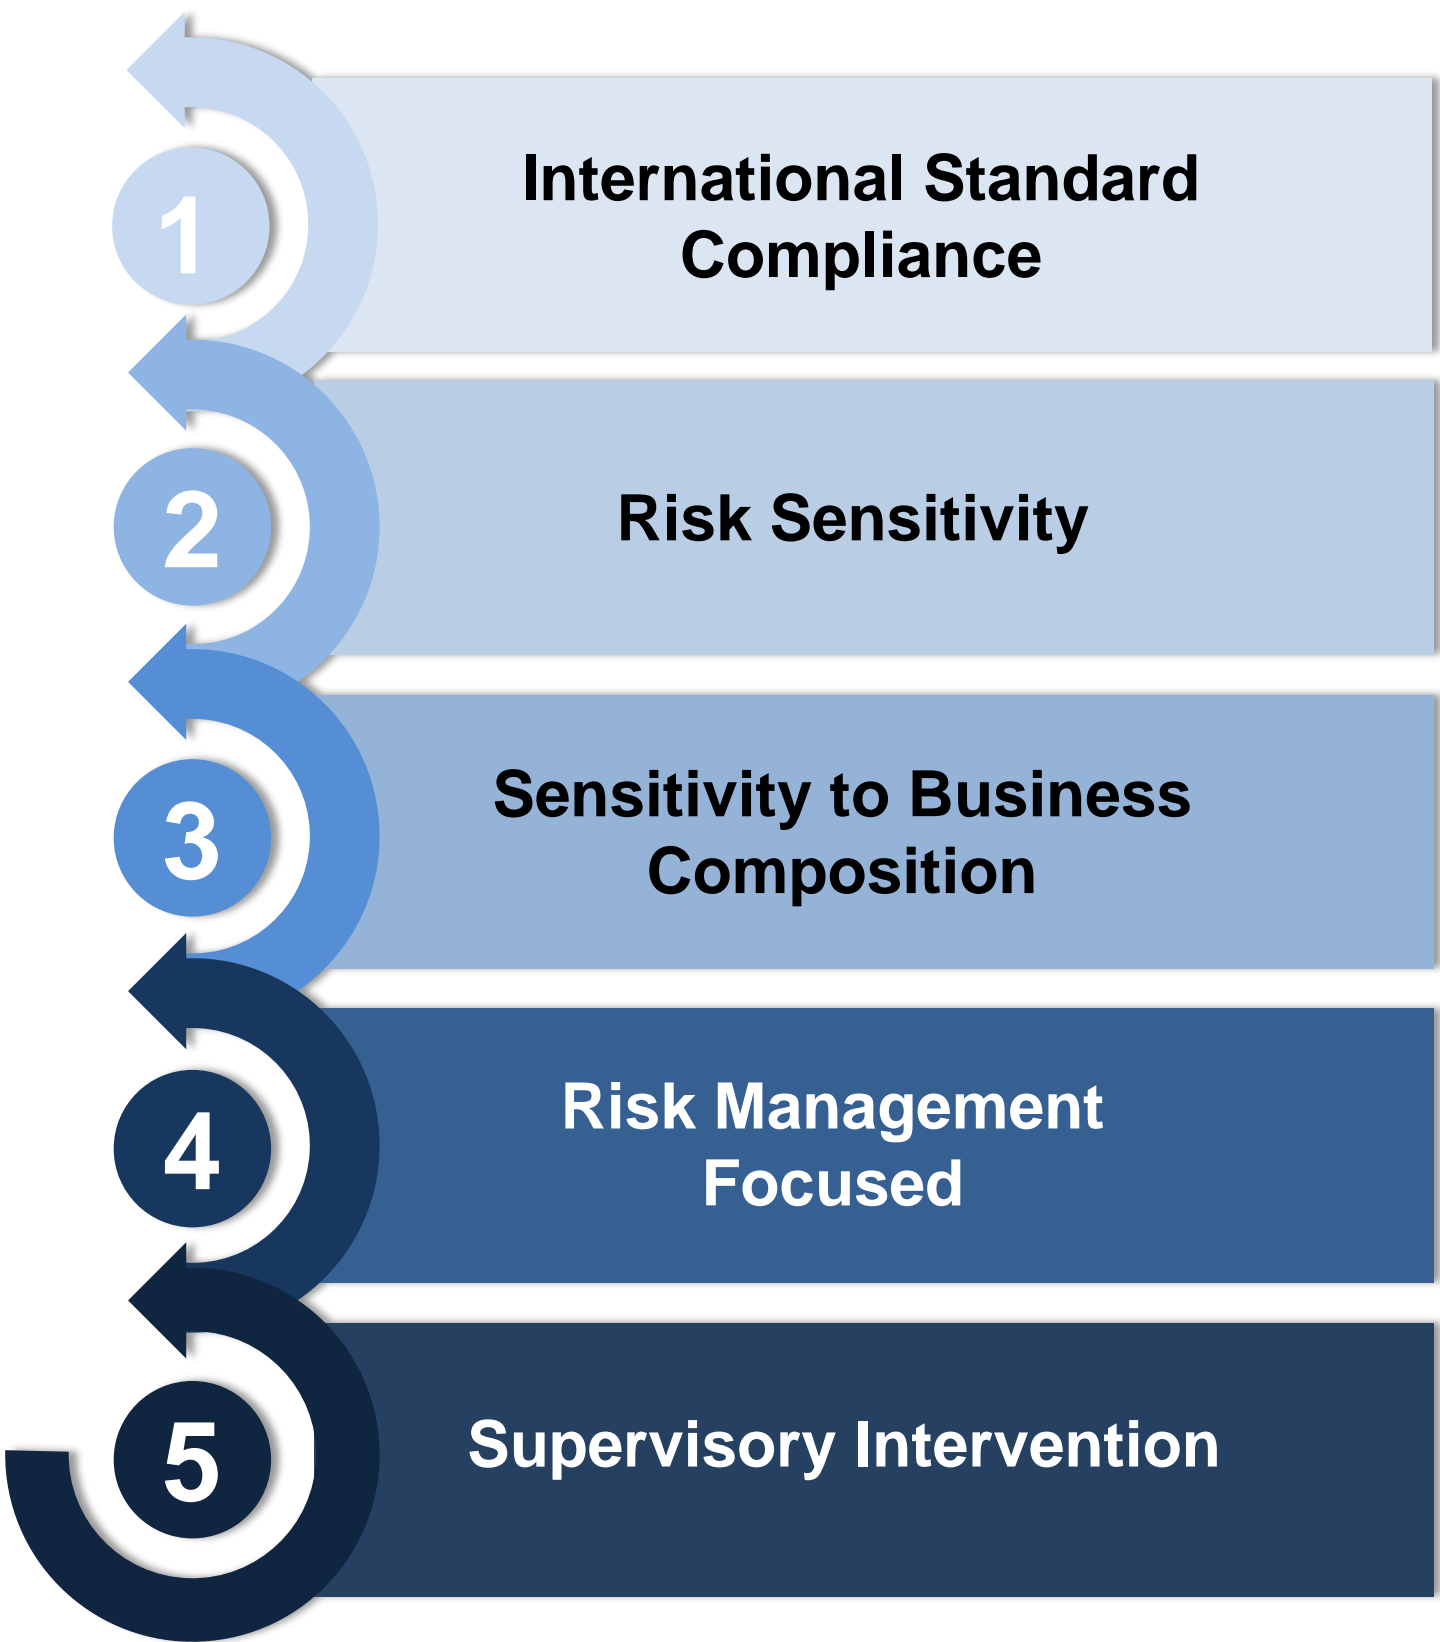 1
International Standard
Compliance
2
Risk Sensitivity
3
Sensitivity to Business
Composition
4
Risk Management
Focused
5
Supervisory Intervention